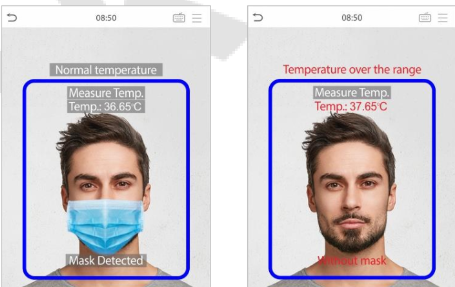 08:50
Normal temperature
Measure Temp.
Temp.: 36.65°C
Mask Detected
08:50
Temperature over the range
Measure Temp.
Temp.: 37.65°C
Without mask